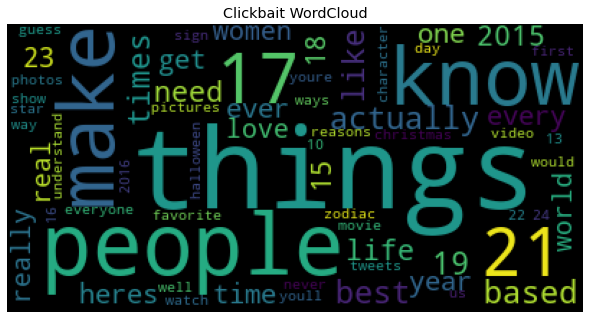 Clickbait WordCloud
guess sign women 18 like character one 2015
make times get 17 day know first
23 photos need youre
show star way pictures ever ways actually every
real understand love reasons christmas video 13
things 10 would
2016 halloween 15
really 16 everyone favorite zodiac 22 24 world
people movie life 19 21
tweets year
heres well watch time youll never best us based